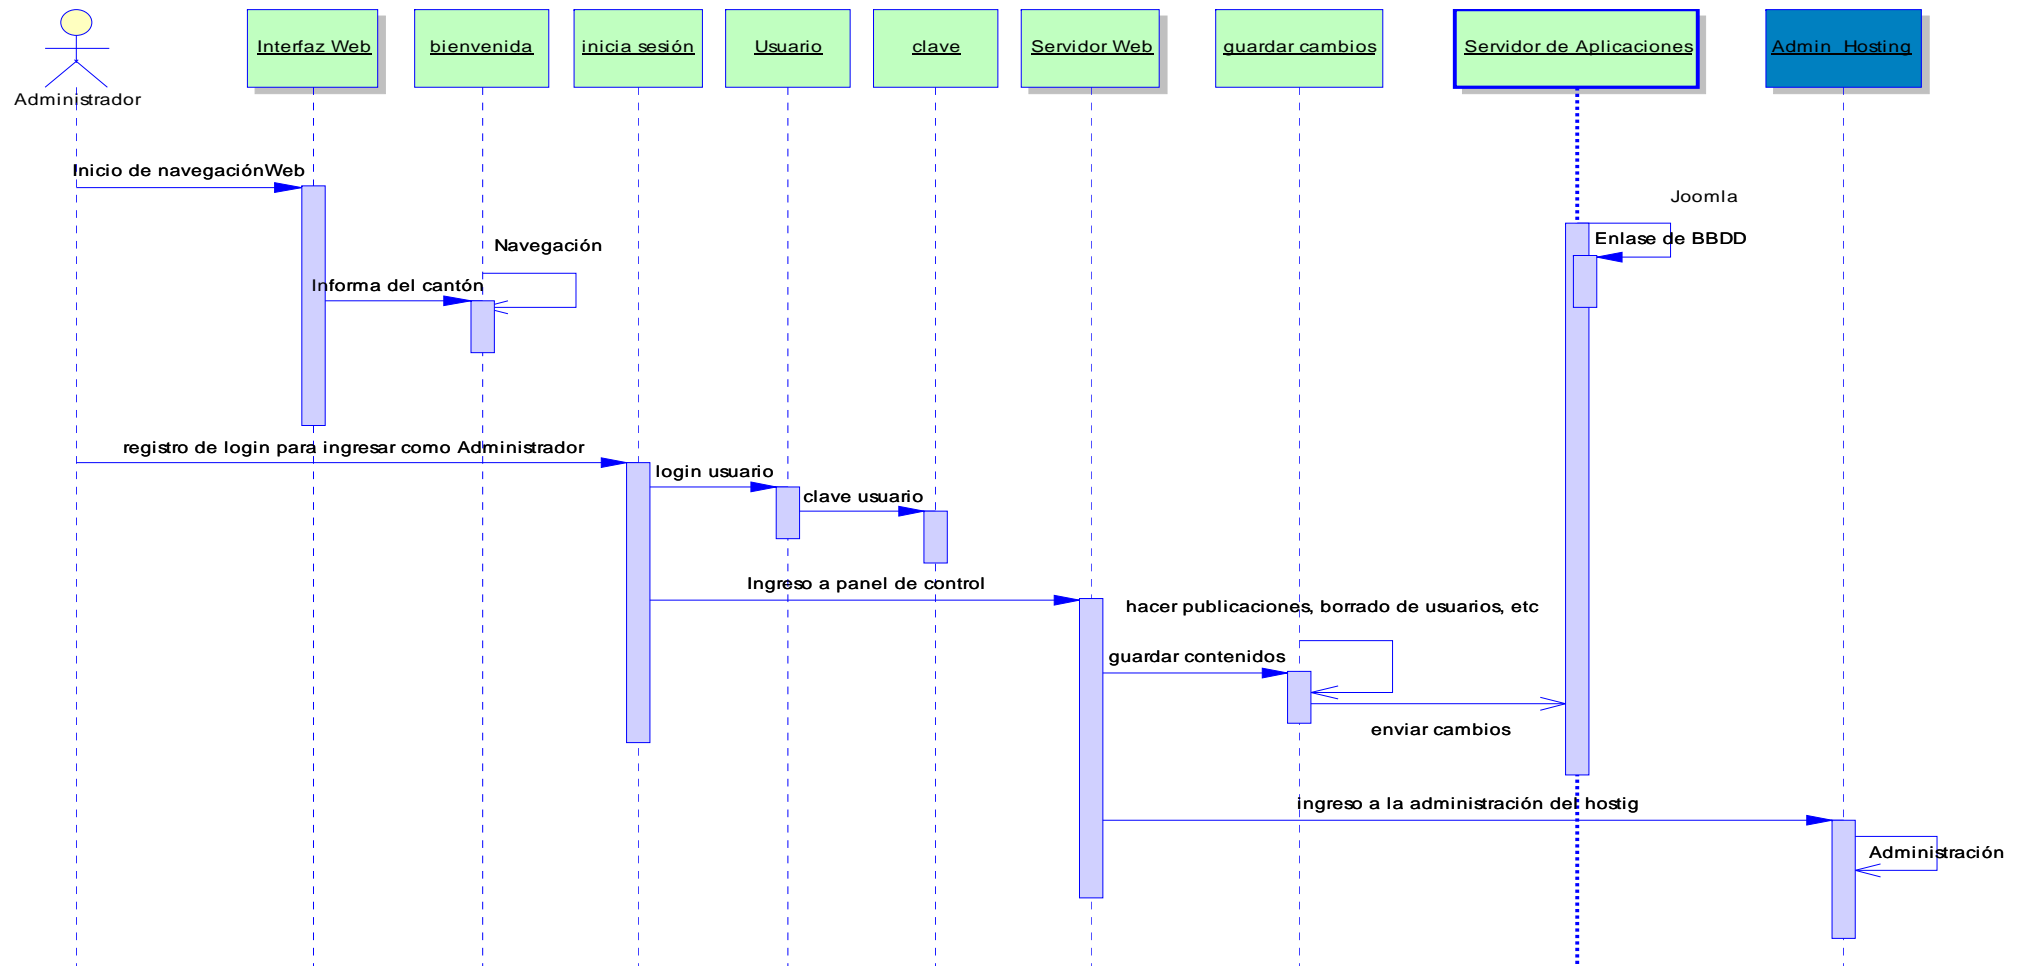 Administrador
Interfaz Web
bienvenida
inicia sesión
Usuario
clave
Servidor Web
guardar cambios
Servidor de Aplicaciones
Admin Hosting
Inicio de navegaciónWeb
Joomla
Enlase de BBDD
Navegación
Informa del cantón
registro de login para ingresar como Administrador
login usuario
clave usuario
Ingreso a panel de control
hacer publicaciones, borrado de usuarios, etc
guardar contenidos
enviar cambios
ingreso a la administración del hostig
Administración